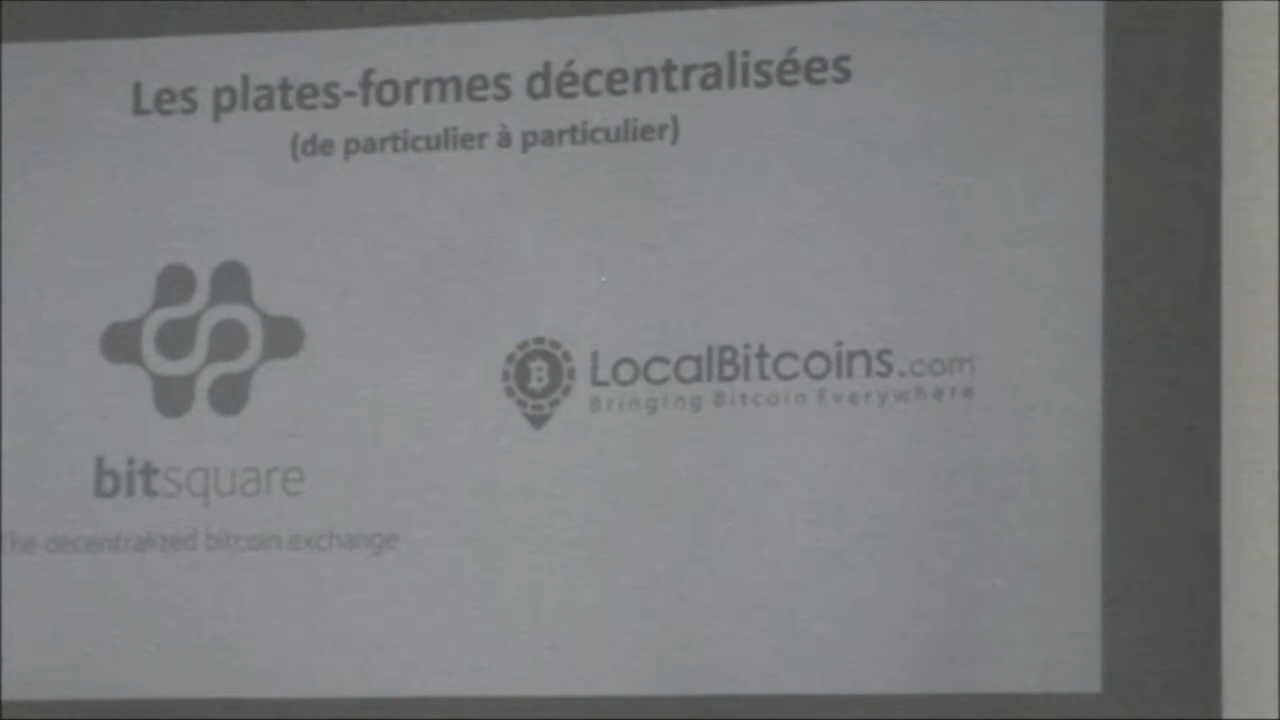 Les plates-formes décentralisées
(de particulier à particulier)
bitsquare
The decentralized bitcoin exchange
LocalBitcoins.com
Bringing Bitcoin Everywhere